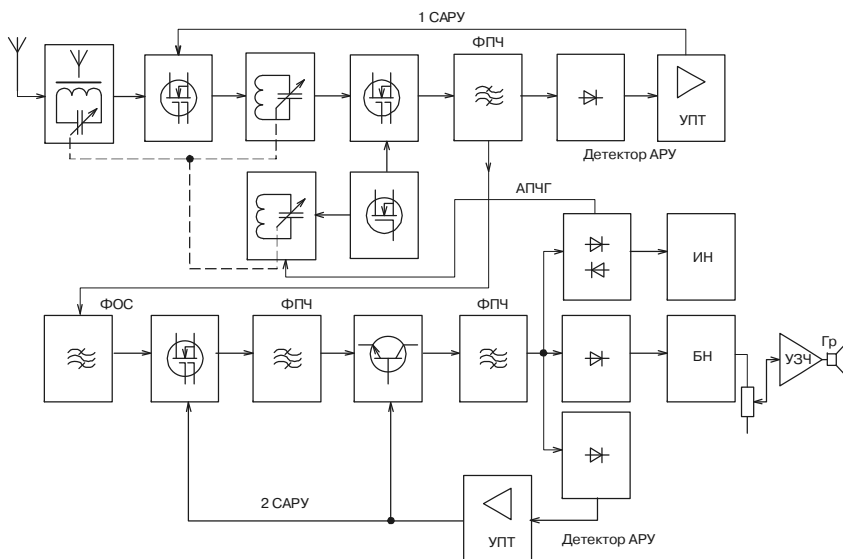 1 САРУ
ФПЧ
УПТ
Детектор АРУ
АПЧГ
ИН
ФОС
ФПЧ
ФПЧ
БН
УЗЧ
Гр
2 САРУ
УПТ
Детектор АРУ